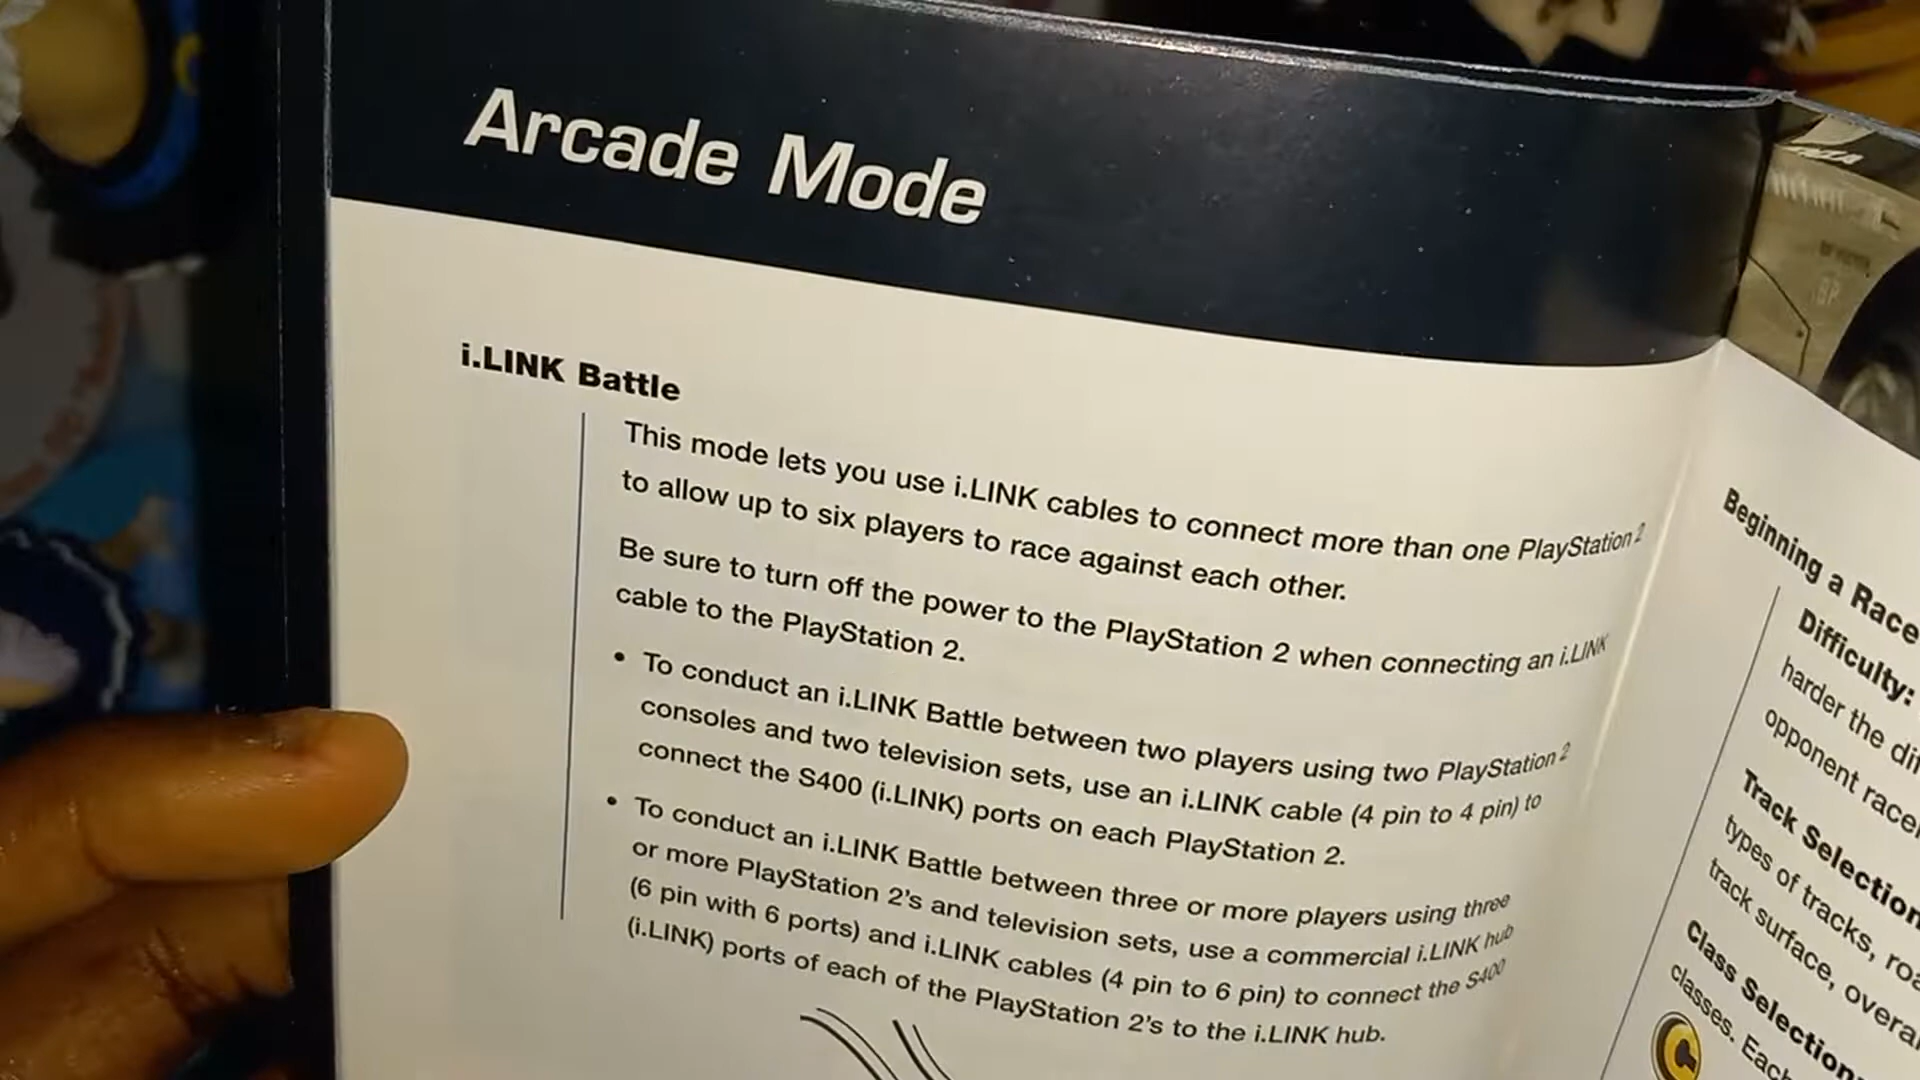 Arcade Mode
i.LINK Battle
This mode lets you use i.LINK cables to connect more than one PlayStation 2
to allow up to six players to race against each other.
Be sure to turn off the power to the PlayStation 2 when connecting an i.LINK
cable to the PlayStation 2.
• To conduct an i.LINK Battle between two players using two PlayStation 2
consoles and two television sets, use an i.LINK cable (4 pin to 4 pin) to
connect the S400 (i.LINK) ports on each PlayStation 2.
• To conduct an i.LINK Battle between three or more players using three
or more PlayStation 2's and television sets, use a commercial i.LINK hub
(6 pin with 6 ports) and i.LINK cables (4 pin to 6 pin) to connect the S400
(i.LINK) ports of each of the PlayStation 2's to the i.LINK hub.
Beginning a Race
Difficulty:
harder the
opponent
Track Selection
types of tracks,
track surface,
Class Selection
classes. Each